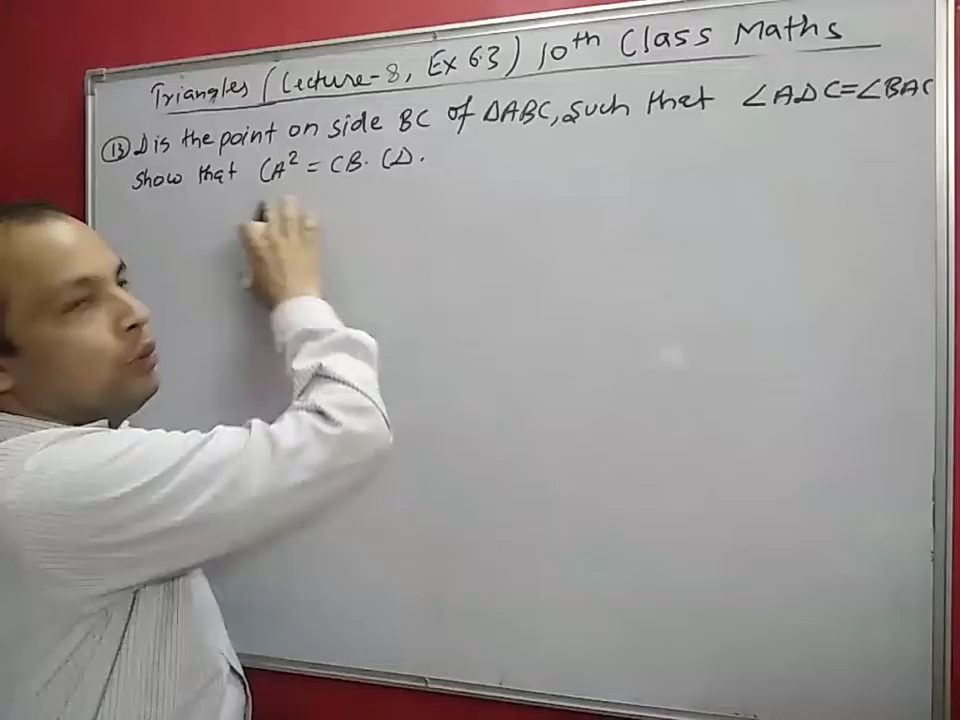 Triangles (Lecture-8, Ex 6.3) 10th Class Maths
(13) D is the point on side BC of ΔABC, such that ∠ADC=∠BAC
show that CA² = CB. CD.